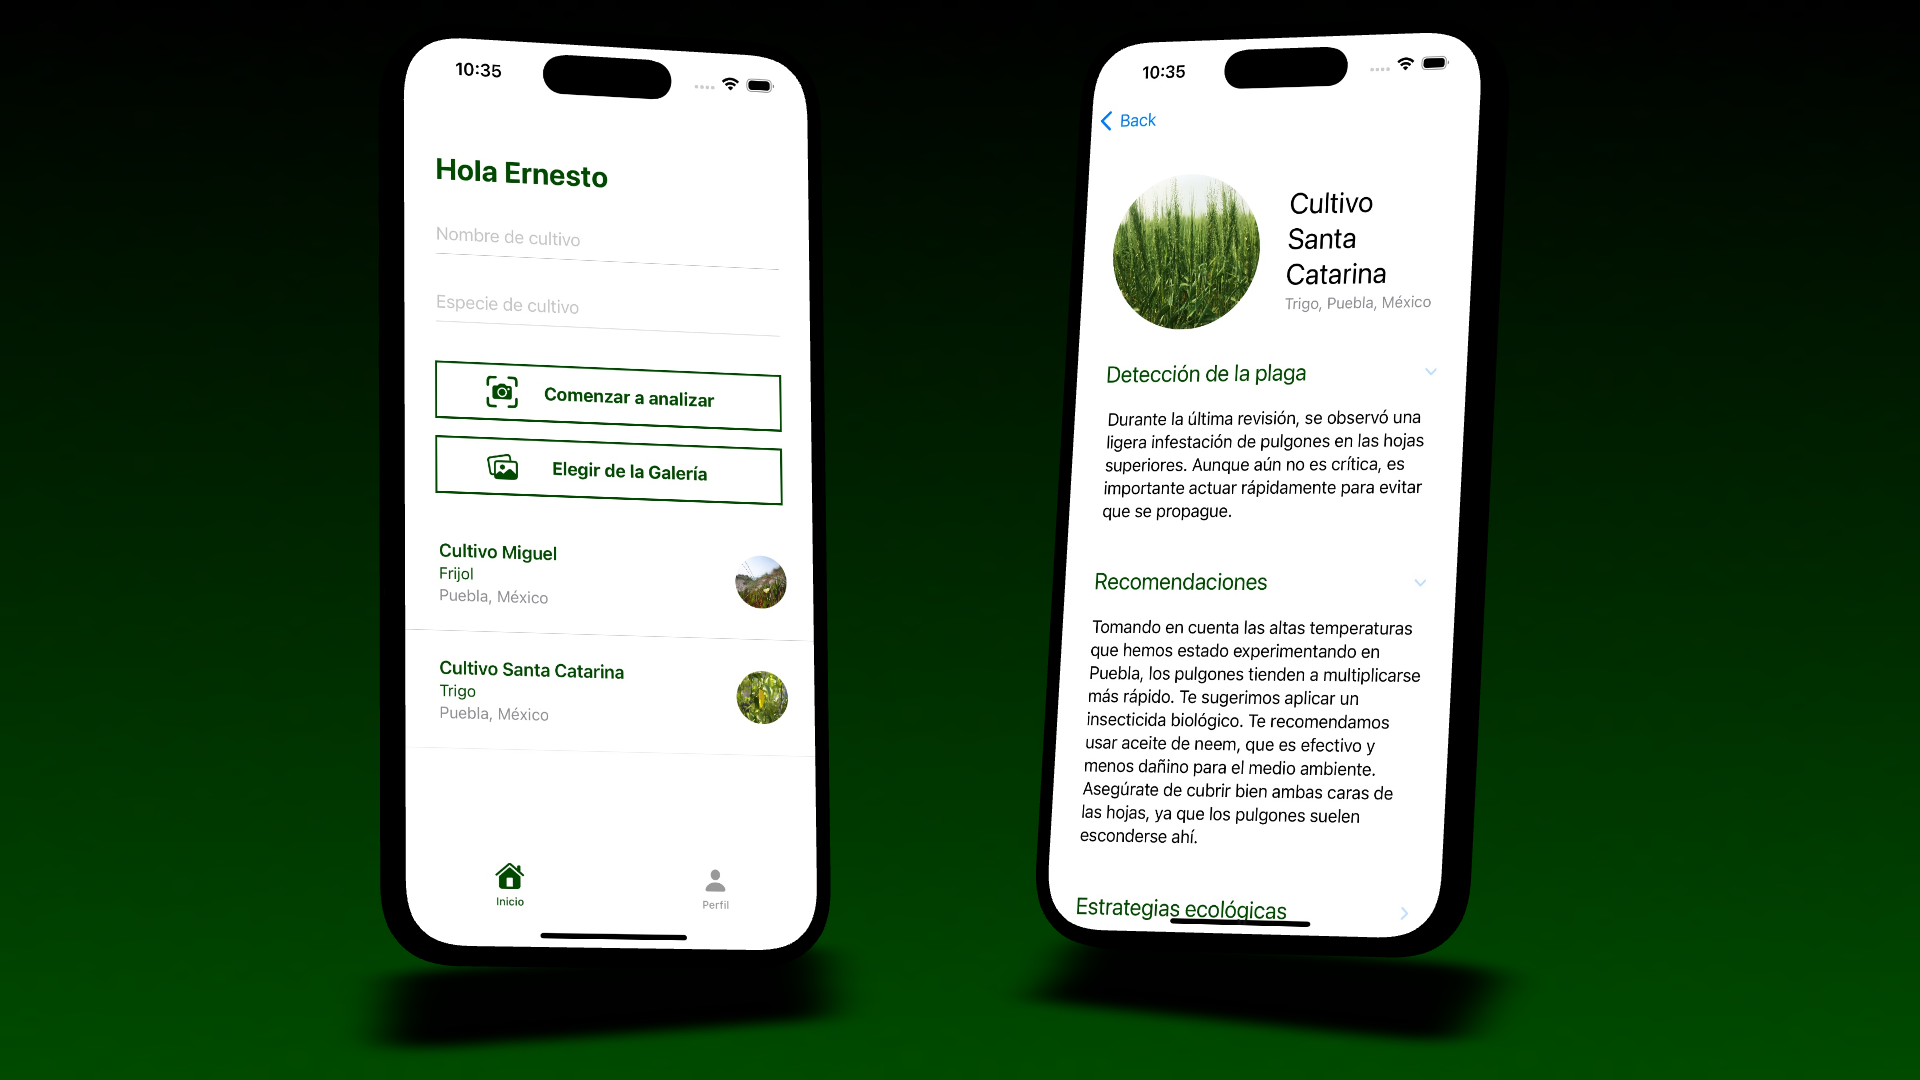 10:35
Hola Ernesto
Nombre de cultivo
Especie de cultivo
Comenzar a analizar
Elegir de la Galería
Cultivo Miguel
Frijol
Puebla, México
Cultivo Santa Catarina
Trigo
Puebla, México
Inicio
Perfil
10:35
Back
Cultivo
Santa
Catarina
Trigo, Puebla, México
Detección de la plaga
Durante la última revisión, se observó una
ligera infestación de pulgones en las hojas
superiores. Aunque aún no es crítica, es
importante actuar rápidamente para evitar
que se propague.
Recomendaciones
Tomando en cuenta las altas temperaturas
que hemos estado experimentando en
Puebla, los pulgones tienden a multiplicarse
más rápido. Te sugerimos aplicar un
insecticida biológico. Te recomendamos
usar aceite de neem, que es efectivo y
menos dañino para el medio ambiente.
Asegúrate de cubrir bien ambas caras de
las hojas, ya que los pulgones suelen
esconderse ahí.
Estrategias ecológicas